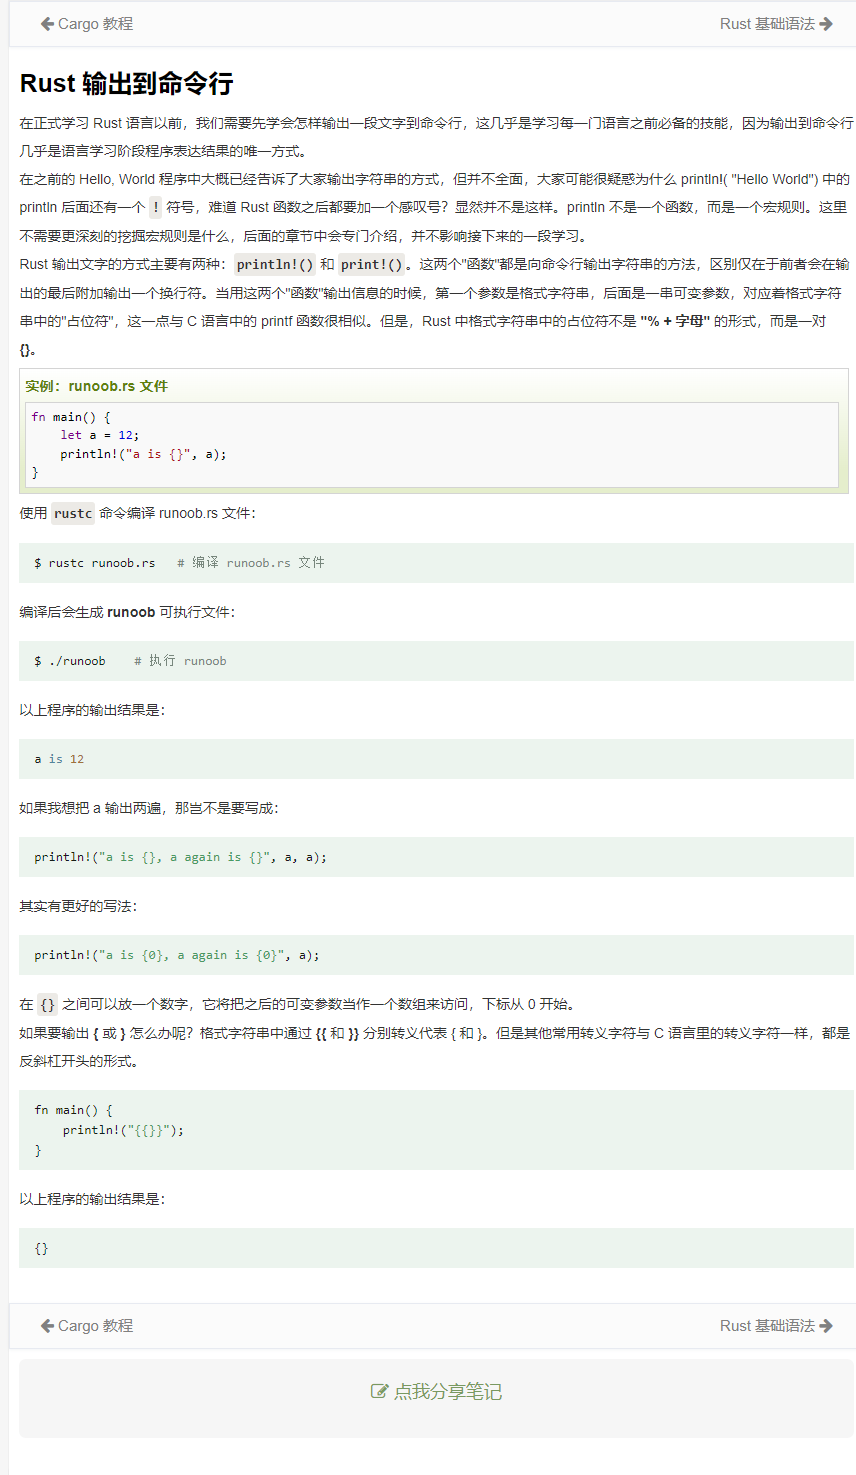 Cargo 教程
Rust 基础语法
Rust 输出到命令行
在正式学习 Rust 语言以前，我们需要先学会怎样输出一段文字到命令行，这几乎是学习每一门语言之前必备的技能，因为输出到命令行
几乎是语言学习阶段程序表达结果的唯一方式。
在之前的 Hello, World 程序中大概已经告诉了大家输出字符串的方式，但并不全面，大家可能很疑惑为什么 println!( "Hello World") 中的
println 后面还有一个 ! 符号，难道 Rust 函数之后都要加一个感叹号？显然并不是这样。println 不是一个函数，而是一个宏规则。这里
不需要更深刻的挖掘宏规则是什么，后面的章节中会专门介绍，并不影响接下来的一段学习。
Rust 输出文字的方式主要有两种：println!() 和 print!()。这两个"函数"都是向命令行输出字符串的方法，区别仅在于前者会在输
出的最后附加输出一个换行符。当用这两个"函数"输出信息的时候，第一个参数是格式字符串，后面是一串可变参数，对应着格式字符
串中的"占位符"，这一点与 C 语言中的 printf 函数很相似。但是，Rust 中格式字符串中的占位符不是 "% + 字母" 的形式，而是一对
{}。
实例：runoob.rs 文件
fn main() {
    let a = 12;
    println!("a is {}", a);
}
使用 rustc 命令编译 runoob.rs 文件：
$ rustc runoob.rs   # 编译 runoob.rs 文件
编译后会生成 runoob 可执行文件：
$ ./runoob    # 执行 runoob
以上程序的输出结果是：
a is 12
如果我想把 a 输出两遍，那岂不是要写成：
println!("a is {}, a again is {}", a, a);
其实有更好的写法：
println!("a is {0}, a again is {0}", a);
在 {} 之间可以放一个数字，它将把之后的可变参数当作一个数组来访问，下标从 0 开始。
如果要输出 { 或 } 怎么办呢？格式字符串中通过 {{ 和 }} 分别转义代表 { 和 }。但是其他常用转义字符与 C 语言里的转义字符一样，都是
反斜杠开头的形式。
fn main() {
    println!("{{}}");
}
以上程序的输出结果是：
{}
Cargo 教程
Rust 基础语法
点我分享笔记